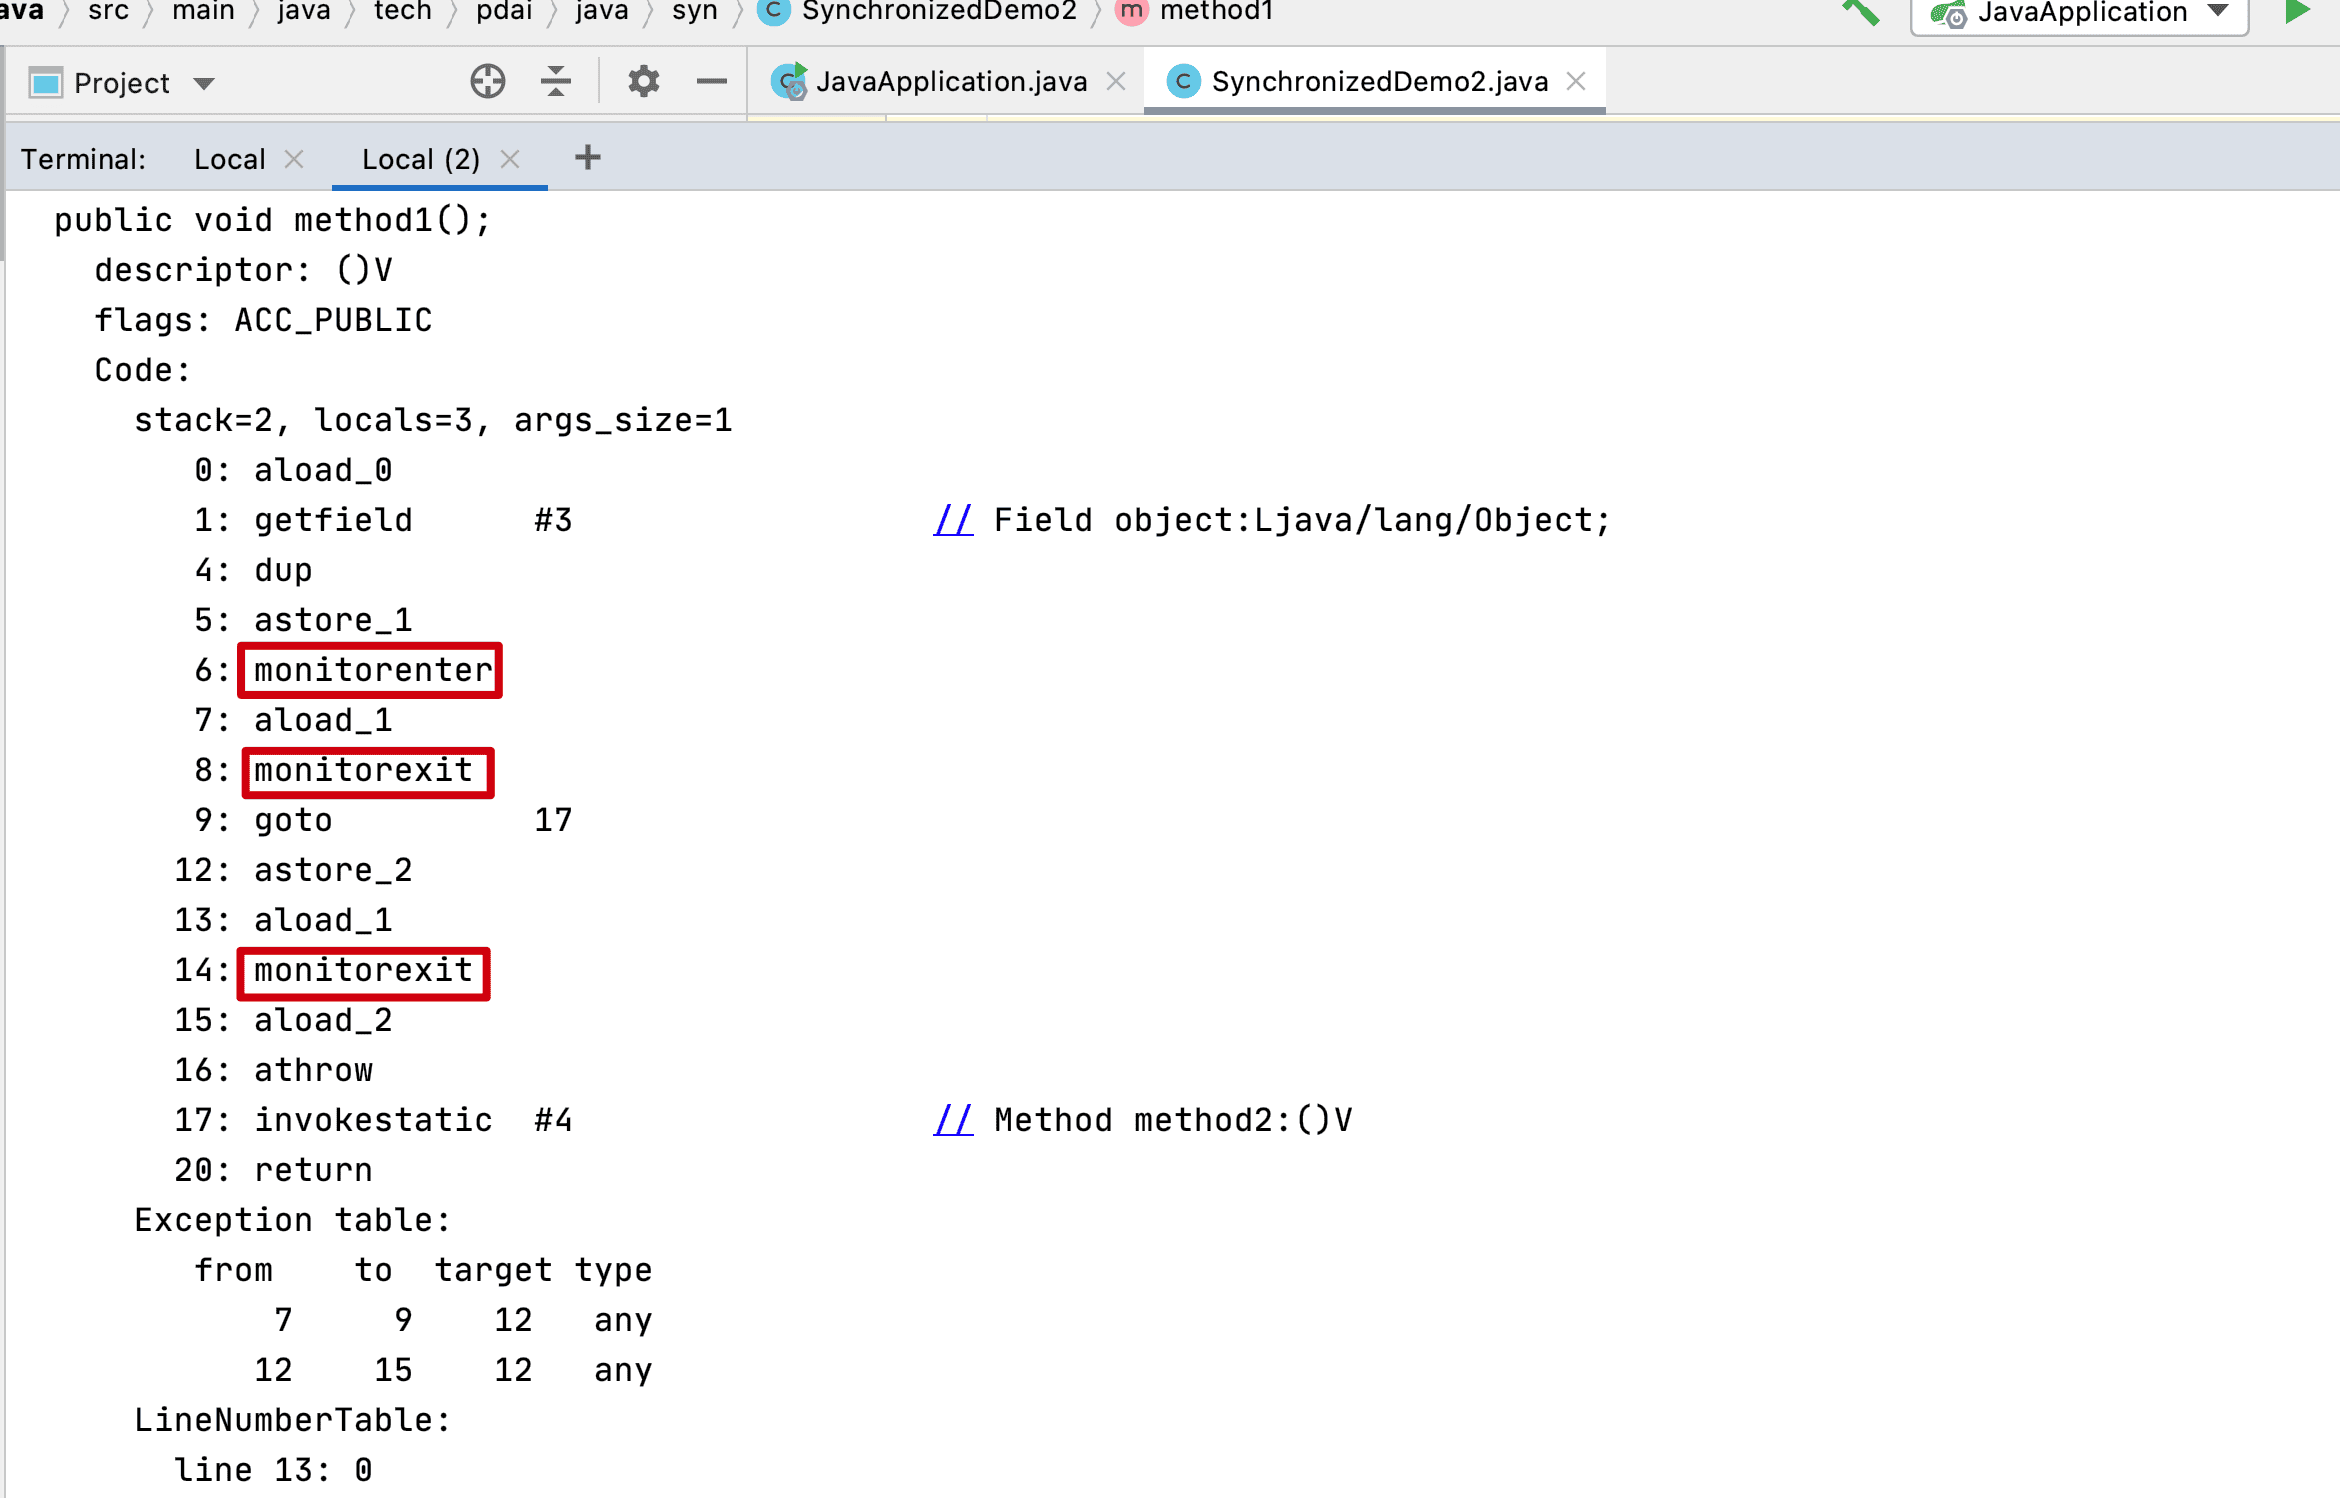 ava src main java tech pdai java syn C SynchronizedDemo2 m method1 JavaApplication
Project C JavaApplication.java C SynchronizedDemo2.java
Terminal: Local Local (2) +
public void method1();
descriptor: ()V
flags: ACC_PUBLIC
Code:
stack=2, locals=3, args_size=1
0: aload_0
1: getfield #3 // Field object:Ljava/lang/Object;
4: dup
5: astore_1
6: monitorenter
7: aload_1
8: monitorexit
9: goto 17
12: astore_2
13: aload_1
14: monitorexit
15: aload_2
16: athrow
17: invokestatic #4 // Method method2:()V
20: return
Exception table:
from to target type
7 9 12 any
12 15 12 any
LineNumberTable:
line 13: 0